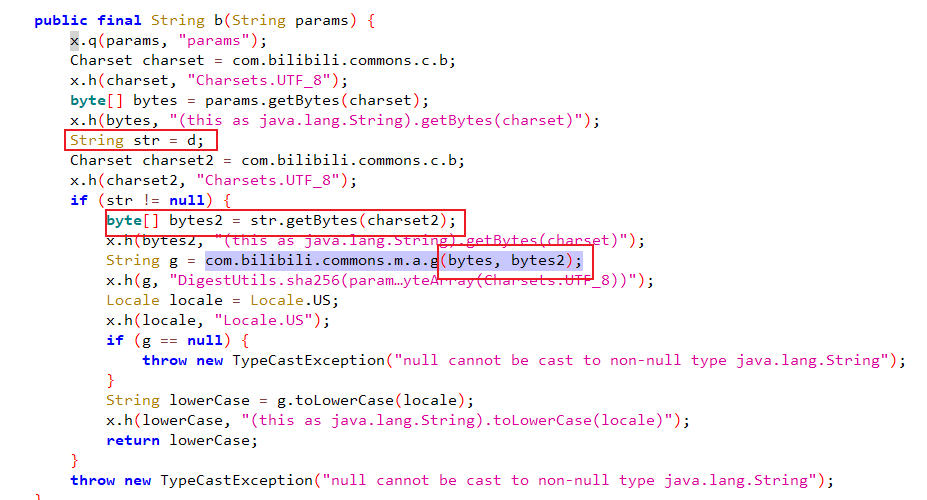 public final String b(String params) {
x.q(params, "params");
Charset charset = com.bilibili.commons.c.b;
x.h(charset, "Charsets.UTF_8");
byte[] bytes = params.getBytes(charset);
x.h(bytes, "(this as java.lang.String).getBytes(charset)");
String str = d;
Charset charset2 = com.bilibili.commons.c.b;
x.h(charset2, "Charsets.UTF_8");
if (str != null) {
byte[] bytes2 = str.getBytes(charset2);
x.h(bytes2, "(this as java.lang.String).getBytes(charset)");
String g = com.bilibili.commons.m.a.g(bytes, bytes2);
x.h(g, "DigestUtils.sha256(param…yteArray(Charsets.UTF_8))");
Locale locale = Locale.US;
x.h(locale, "Locale.US");
if (g == null) {
throw new TypeCastException("null cannot be cast to non-null type java.lang.String");
}
String lowerCase = g.toLowerCase(locale);
x.h(lowerCase, "(this as java.lang.String).toLowerCase(locale)");
return lowerCase;
}
throw new TypeCastException("null cannot be cast to non-null type java.lang.String");
}